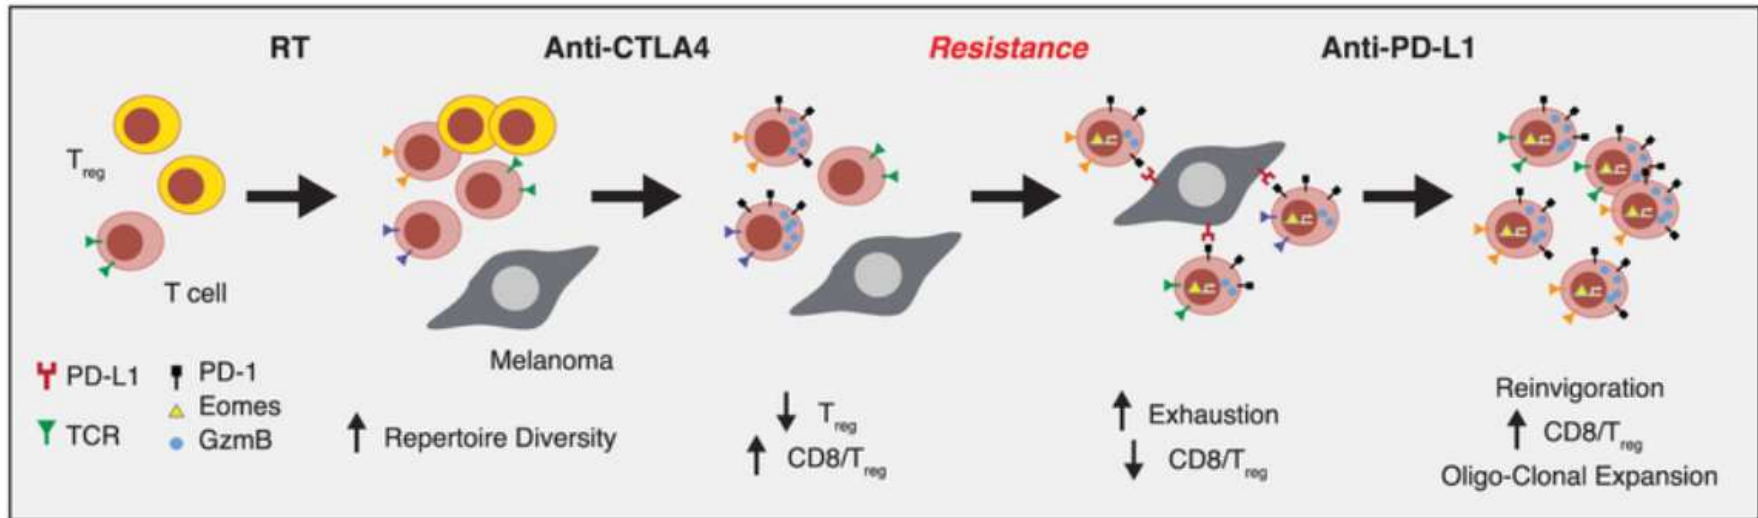 RT
Anti-CTLA4
Resistance
Anti-PD-L1
Treg
T cell
Melanoma
PD-L1
PD-1
Eomes
TCR
GzmB
↑ Repertoire Diversity
↓ Treg
↑ CD8/Treg
↑ Exhaustion
↓ CD8/Treg
Reinvigoration
↑ CD8/Treg
Oligo-Clonal Expansion